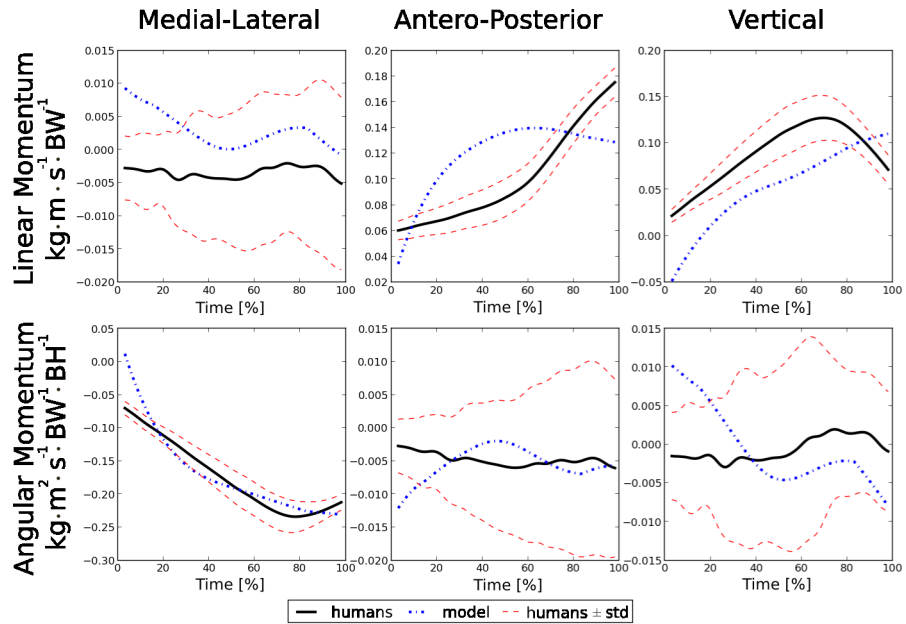 Medial-Lateral Antero-Posterior Vertical
Linear Momentum
kg·m·s⁻¹·BW⁻¹
0.015
0.010
0.005
0.000
−0.005
−0.010
−0.015
−0.020
0 20 40 60 80 100
Time [%]
0.20
0.18
0.16
0.14
0.12
0.10
0.08
0.06
0.04
0.02
0 20 40 60 80 100
Time [%]
0.20
0.15
0.10
0.05
0.00
−0.05
0 20 40 60 80 100
Time [%]
Angular Momentum
kg·m²·s⁻¹·BW⁻¹·BH⁻¹
0.05
0.00
−0.05
−0.10
−0.15
−0.20
−0.25
−0.30
0 20 40 60 80 100
Time [%]
0.015
0.010
0.005
0.000
−0.005
−0.010
−0.015
−0.020
0 20 40 60 80 100
Time [%]
0.015
0.010
0.005
0.000
−0.005
−0.010
−0.015
0 20 40 60 80 100
Time [%]
humans model humans ± std